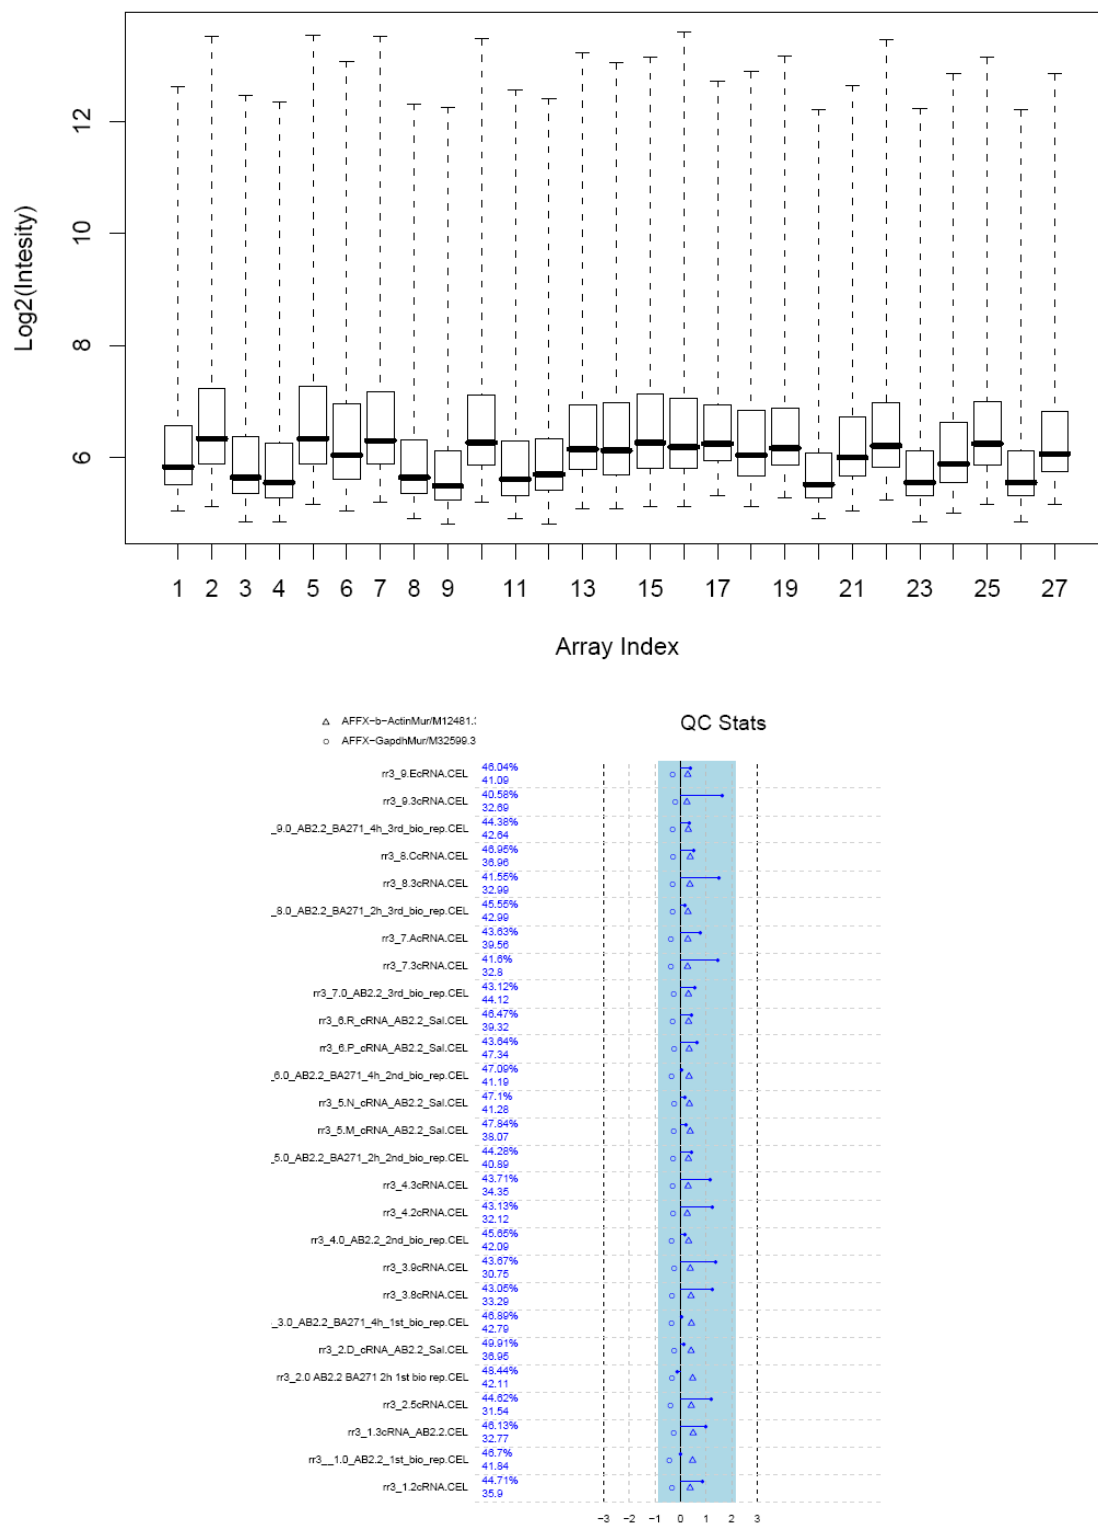 Log2(Intesity)
12
10
8
6
1 2 3 4 5 6 7 8 9 11 13 15 17 19 21 23 25 27
Array Index
QC Stats
AFFX-b-ActinMur/M12481.:
AFFX-GapdhMur/M32599.3
rr3_9.EcRNA.CEL 46.04%
41.09
rr3_9.3cRNA.CEL 40.58%
32.69
_9.0_AB2.2_BA271_4h_3rd_bio_rep.CEL 44.38%
42.64
rr3_8.CcRNA.CEL 46.95%
36.96
rr3_8.3cRNA.CEL 41.55%
32.99
_8.0_AB2.2_BA271_2h_3rd_bio_rep.CEL 45.55%
42.99
rr3_7.AcRNA.CEL 43.63%
39.56
rr3_7.3cRNA.CEL 41.6%
32.8
rr3_7.0_AB2.2_3rd_bio_rep.CEL 43.12%
44.12
rr3_6.R_cRNA_AB2.2_Sal.CEL 46.47%
39.32
rr3_6.P_cRNA_AB2.2_Sal.CEL 43.64%
47.34
_6.0_AB2.2_BA271_4h_2nd_bio_rep.CEL 47.09%
41.19
rr3_5.N_cRNA_AB2.2_Sal.CEL 47.1%
41.28
rr3_5.M_cRNA_AB2.2_Sal.CEL 47.84%
38.07
_5.0_AB2.2_BA271_2h_2nd_bio_rep.CEL 44.28%
40.89
rr3_4.3cRNA.CEL 43.71%
34.35
rr3_4.2cRNA.CEL 43.13%
32.12
rr3_4.0_AB2.2_2nd_bio_rep.CEL 45.65%
42.09
rr3_3.9cRNA.CEL 43.67%
30.75
rr3_3.8cRNA.CEL 43.05%
33.29
_3.0_AB2.2_BA271_4h_1st_bio_rep.CEL 46.89%
42.79
rr3_2.D_cRNA_AB2.2_Sal.CEL 49.91%
36.95
rr3_2.0 AB2.2 BA271 2h 1st bio rep.CEL 48.44%
42.11
rr3_2.5cRNA.CEL 44.62%
31.54
rr3_1.3cRNA_AB2.2.CEL 46.13%
32.77
rr3__1.0_AB2.2_1st_bio_rep.CEL 46.7%
41.84
rr3_1.2cRNA.CEL 44.71%
35.9
−3 −2 −1 0 1 2 3